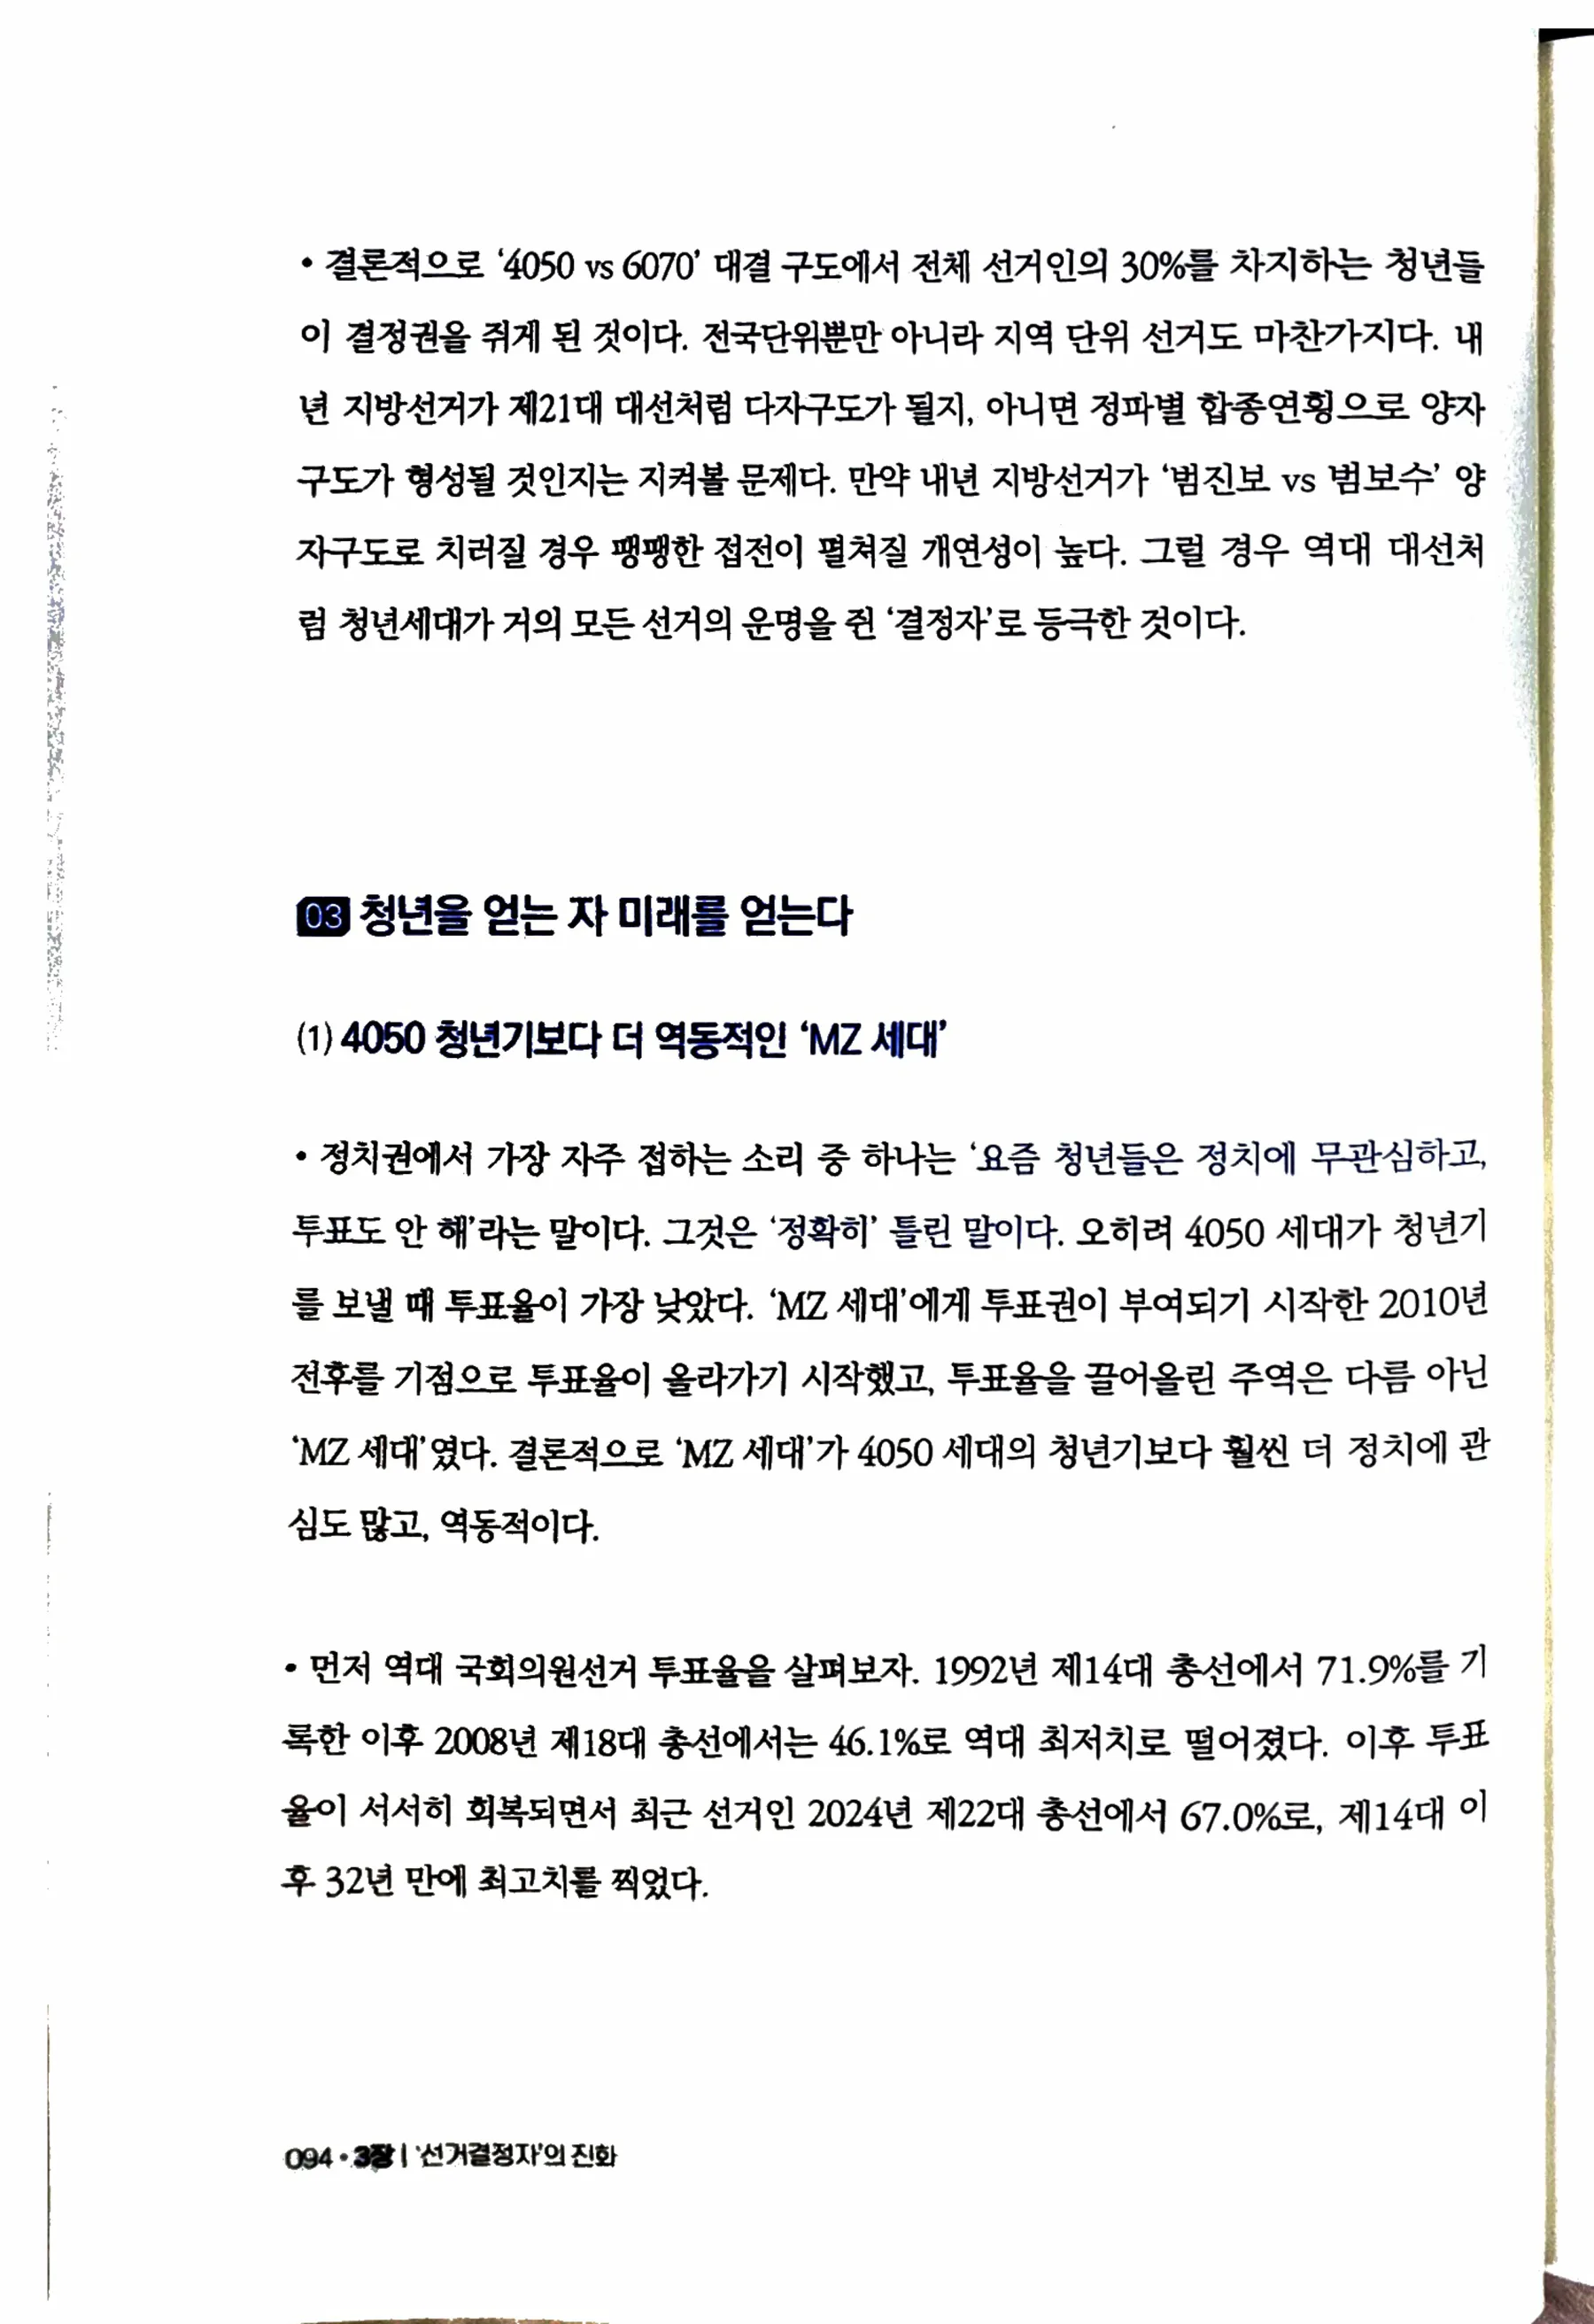 • 결론적으로 ‘4050 vs 6070’ 대결 구도에서 전체 선거인의 30%를 차지하는 청년들
이 결정권을 쥐게 된 것이다. 전국단위뿐만 아니라 지역 단위 선거도 마찬가지다. 내
년 지방선거가 제21대 대선처럼 다자구도가 될지, 아니면 정파별 합종연횡으로 양자
구도가 형성될 것인지는 지켜볼 문제다. 만약 내년 지방선거가 ‘범진보 vs 범보수’ 양
자구도로 치러질 경우 팽팽한 접전이 펼쳐질 개연성이 높다. 그럴 경우 역대 대선처
럼 청년세대가 거의 모든 선거의 운명을 쥔 ‘결정자’로 등극한 것이다.
03 청년을 얻는 자 미래를 얻는다
(1) 4050 청년기보다 더 역동적인 ‘MZ 세대’
• 정치권에서 가장 자주 접하는 소리 중 하나는 ‘요즘 청년들은 정치에 무관심하고,
투표도 안 해’라는 말이다. 그것은 ‘정확히’ 틀린 말이다. 오히려 4050 세대가 청년기
를 보낼 때 투표율이 가장 낮았다. ‘MZ 세대’에게 투표권이 부여되기 시작한 2010년
전후를 기점으로 투표율이 올라가기 시작했고, 투표율을 끌어올린 주역은 다름 아닌
‘MZ 세대’였다. 결론적으로 ‘MZ 세대’가 4050 세대의 청년기보다 훨씬 더 정치에 관
심도 많고, 역동적이다.
• 먼저 역대 국회의원선거 투표율을 살펴보자. 1992년 제14대 총선에서 71.9%를 기
록한 이후 2008년 제18대 총선에서는 46.1%로 역대 최저치로 떨어졌다. 이후 투표
율이 서서히 회복되면서 최근 선거인 2024년 제22대 총선에서 67.0%로, 제14대 이
후 32년 만에 최고치를 찍었다.
094 • 3장 | ‘선거결정자’의 진화